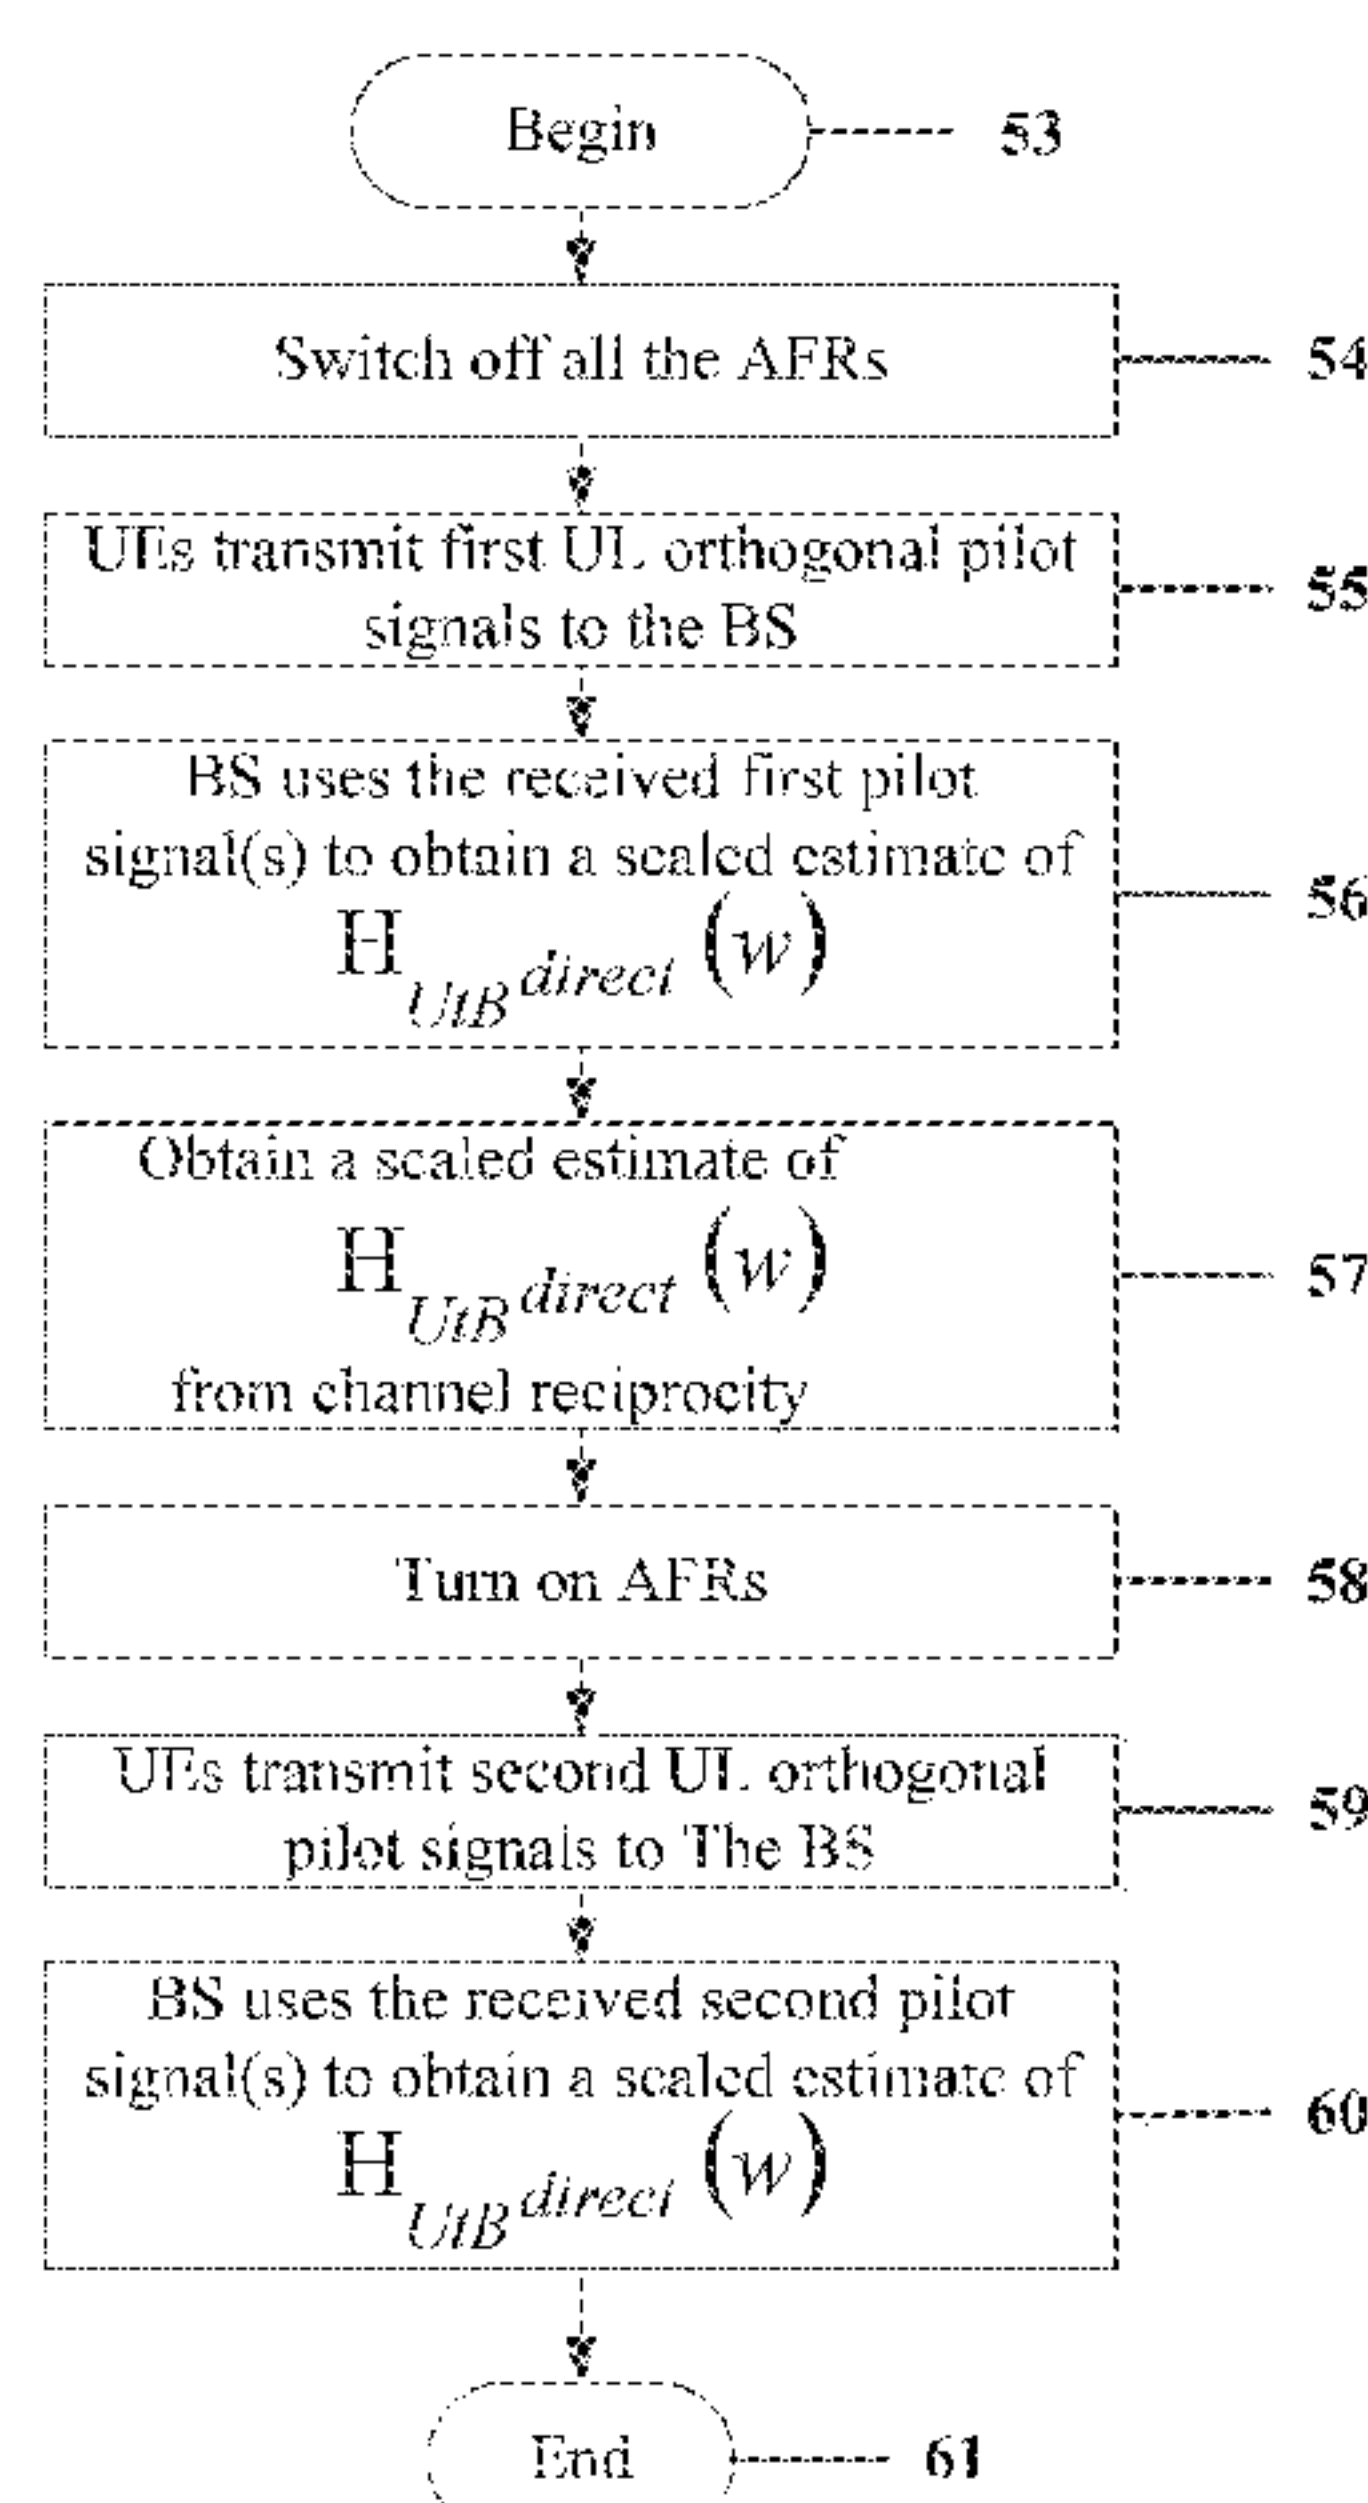 Begin
53
Switch off all the AFRs
54
UEs transmit first UL orthogonal pilot
signals to the BS
55
BS uses the received first pilot
signal(s) to obtain a scaled estimate of
H UtB direct (w)
56
Obtain a scaled estimate of
H UtB direct (w)
from channel reciprocity
57
Turn on AFRs
58
UEs transmit second UL orthogonal
pilot signals to The BS
59
BS uses the received second pilot
signal(s) to obtain a scaled estimate of
H UtB direct (w)
60
End
61